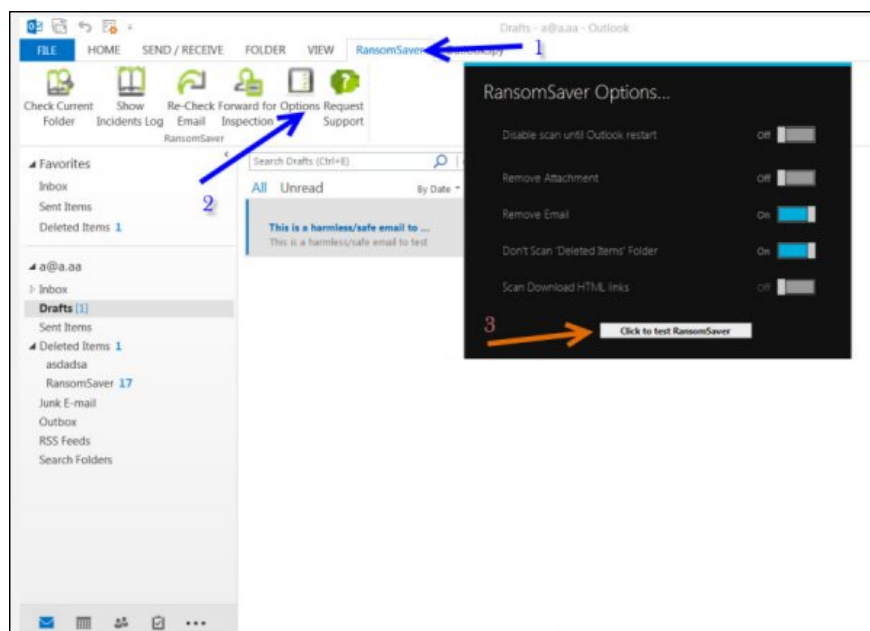 Drafts - a@a.aa - Outlook
FILE HOME SEND / RECEIVE FOLDER VIEW RansomSaver
1
Check Current Folder
Show Incidents Log
Re-Check Email
Forward for Inspection
Options
Request Support
RansomSaver
2
Favorites
Inbox
Sent Items
Deleted Items 1
a@a.aa
Inbox
Drafts [1]
Sent Items
Deleted Items 1
asdadsa
RansomSaver 17
Junk E-mail
Outbox
RSS Feeds
Search Folders
Search Drafts (Ctrl+E)
All Unread By Date
This is a harmless/safe email to ...
This is a harmless/safe email to test
RansomSaver Options...
Disable scan until Outlook restart Off
Remove Attachment Off
Remove Email On
Don't Scan 'Deleted Items' Folder On
Scan Download HTML links Off
3
Click to test RansomSaver